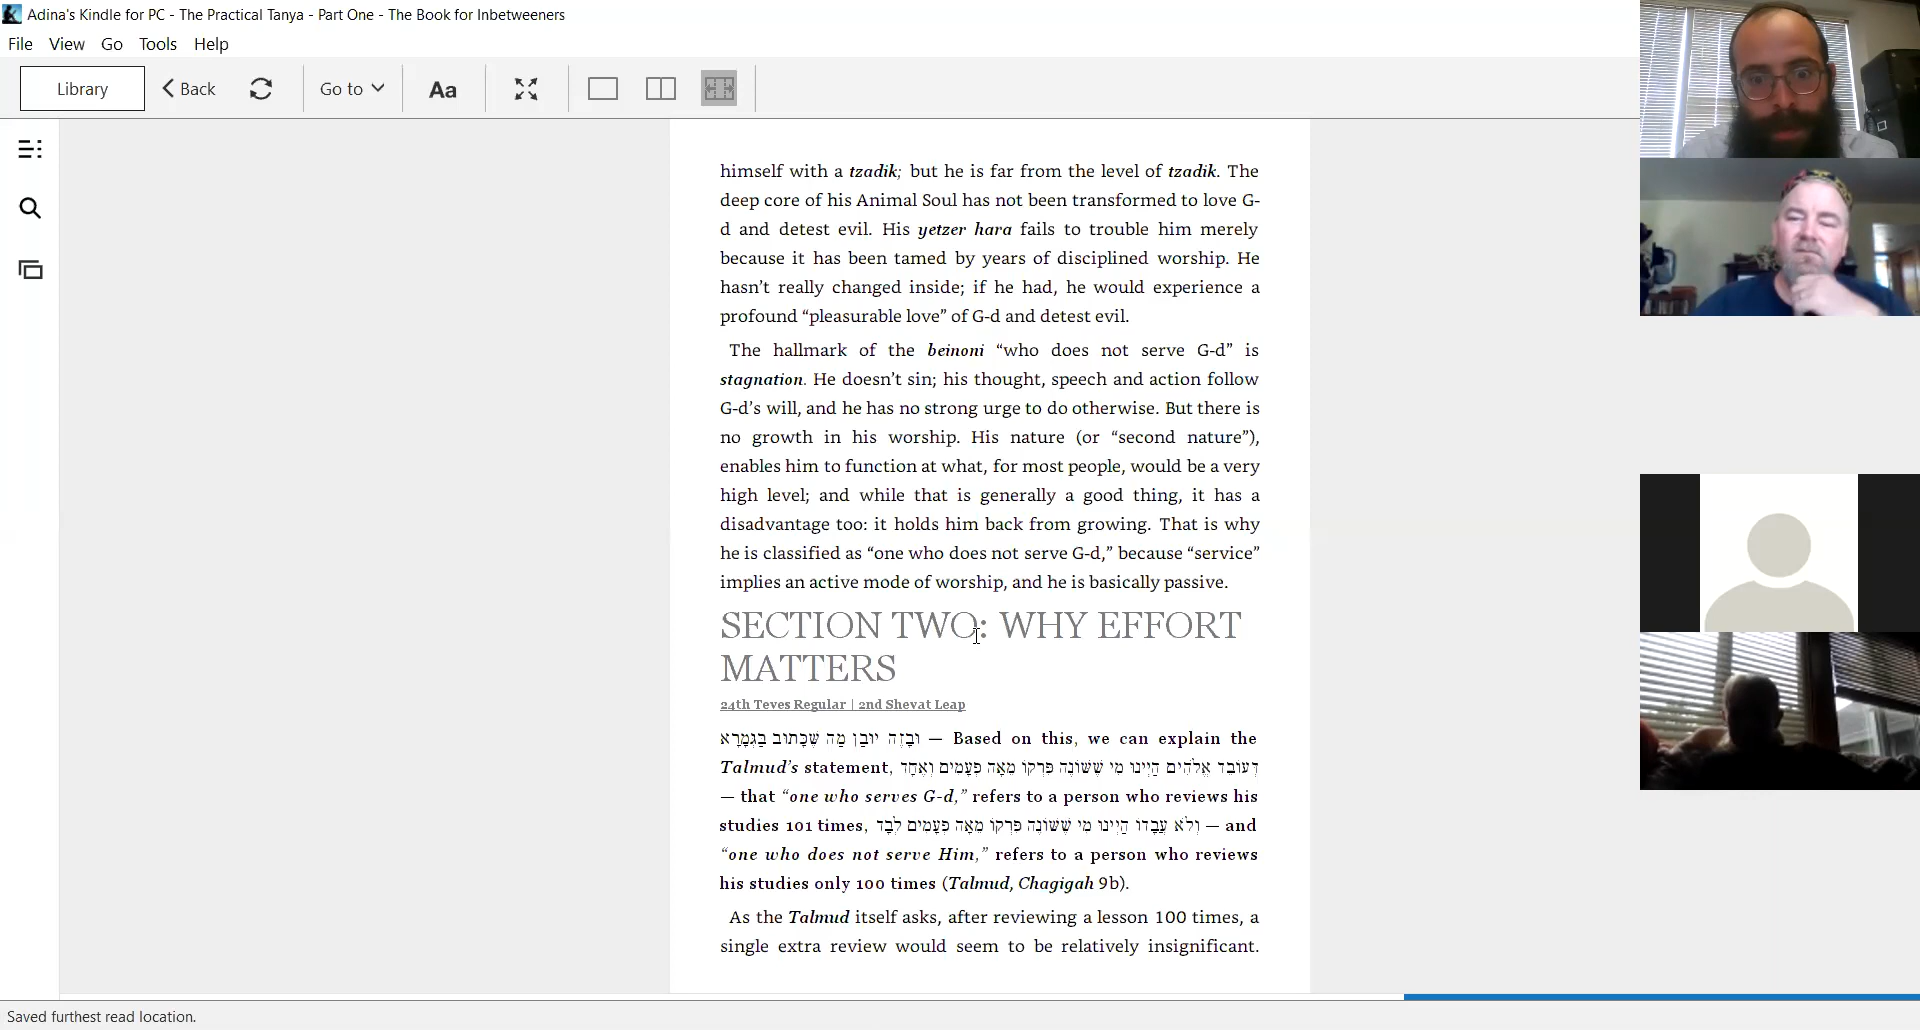 Adina's Kindle for PC - The Practical Tanya - Part One - The Book for Inbetweeners
File View Go Tools Help
Library Back Go to Aa
himself with a tzadik; but he is far from the level of tzadik. The
deep core of his Animal Soul has not been transformed to love G-
d and detest evil. His yetzer hara fails to trouble him merely
because it has been tamed by years of disciplined worship. He
hasn’t really changed inside; if he had, he would experience a
profound “pleasurable love” of G-d and detest evil.
The hallmark of the beinoni “who does not serve G-d” is
stagnation. He doesn’t sin; his thought, speech and action follow
G-d’s will, and he has no strong urge to do otherwise. But there is
no growth in his worship. His nature (or “second nature”),
enables him to function at what, for most people, would be a very
high level; and while that is generally a good thing, it has a
disadvantage too: it holds him back from growing. That is why
he is classified as “one who does not serve G-d,” because “service”
implies an active mode of worship, and he is basically passive.
SECTION TWO: WHY EFFORT
MATTERS
24th Teves Regular | 2nd Shevat Leap
וּבָזֶה יוּבַן מַה שֶּׁכָּתוּב בַּגְּמָרָא — Based on this, we can explain the
Talmud’s statement, דְּעוֹבֵד אֱלֹהִים הַיְינוּ מִי שֶׁשּׁוֹנֶה פִּרְקוֹ מֵאָה פְעָמִים וְאֶחָד
— that “one who serves G-d,” refers to a person who reviews his
studies 101 times, וְלֹא עֲבָדוֹ הַיְינוּ מִי שֶׁשּׁוֹנֶה פִּרְקוֹ מֵאָה פְעָמִים לְבָד — and
“one who does not serve Him,” refers to a person who reviews
his studies only 100 times (Talmud, Chagigah 9b).
As the Talmud itself asks, after reviewing a lesson 100 times, a
single extra review would seem to be relatively insignificant.
Saved furthest read location.